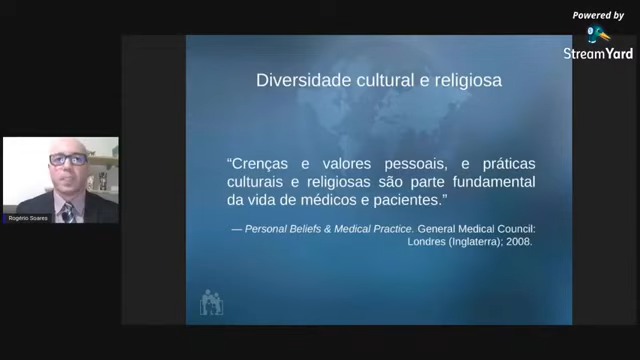 Powered by
StreamYard
Diversidade cultural e religiosa
“Crenças e valores pessoais, e práticas
culturais e religiosas são parte fundamental
da vida de médicos e pacientes.”
— Personal Beliefs & Medical Practice. General Medical Council:
Londres (Inglaterra); 2008.
Rogério Soares